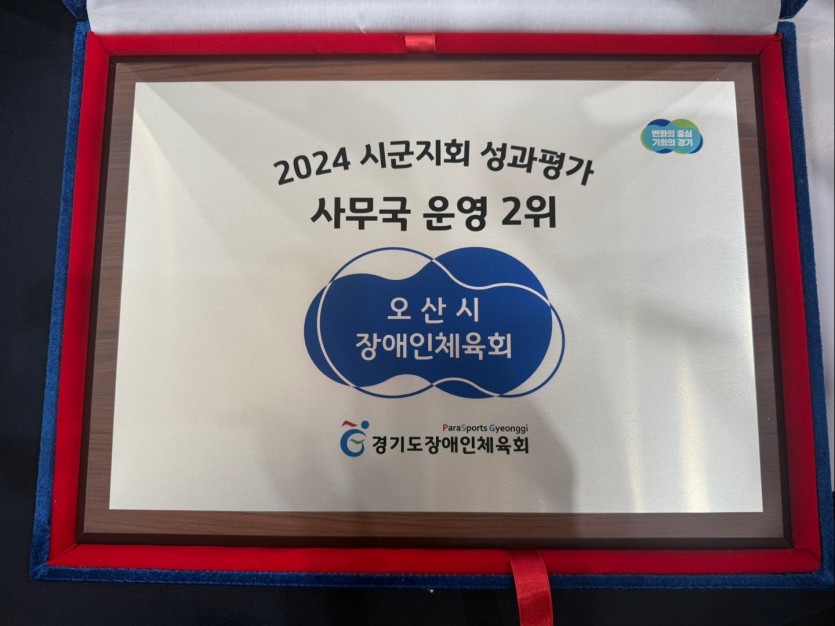 변화의 중심
기회의 경기
2024 시군지회 성과평가
사무국 운영 2위
오산시
장애인체육회
ParaSports Gyeonggi
경기도장애인체육회